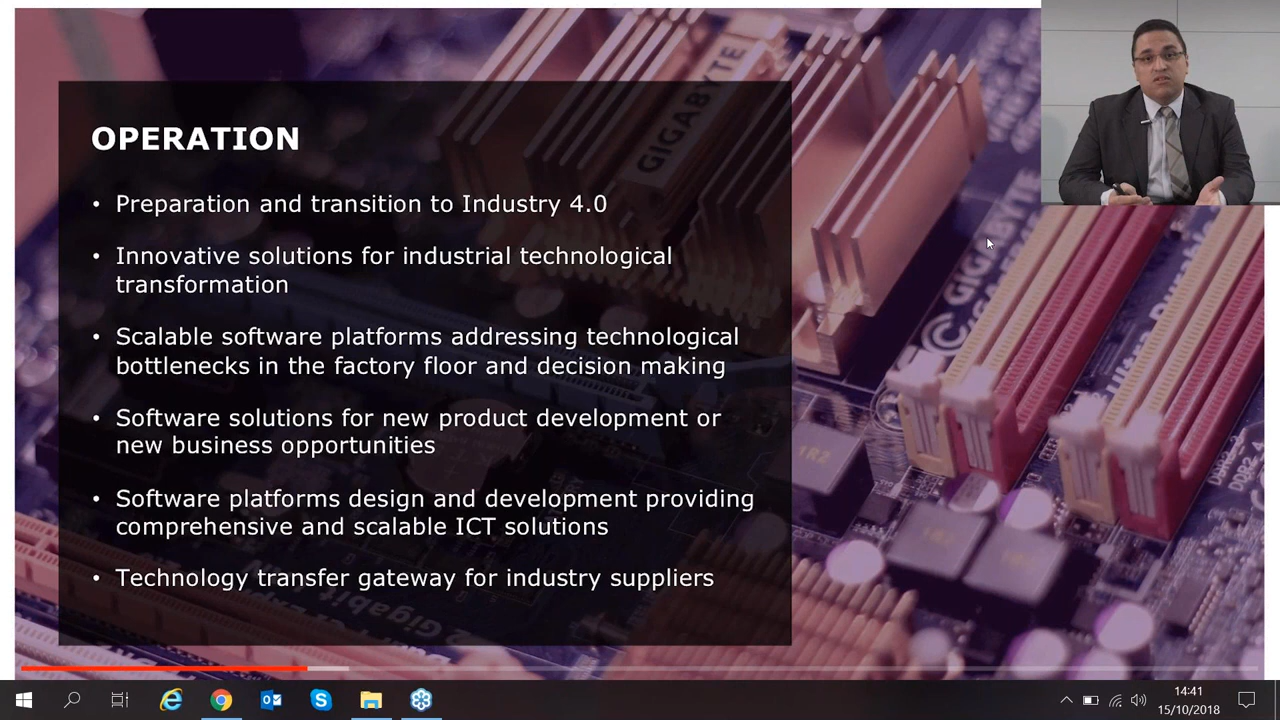 OPERATION
• Preparation and transition to Industry 4.0
• Innovative solutions for industrial technological
transformation
• Scalable software platforms addressing technological
bottlenecks in the factory floor and decision making
• Software solutions for new product development or
new business opportunities
• Software platforms design and development providing
comprehensive and scalable ICT solutions
• Technology transfer gateway for industry suppliers
GIGABYTE
GIGABYTE
1R2
DDR2_4
14:41
15/10/2018